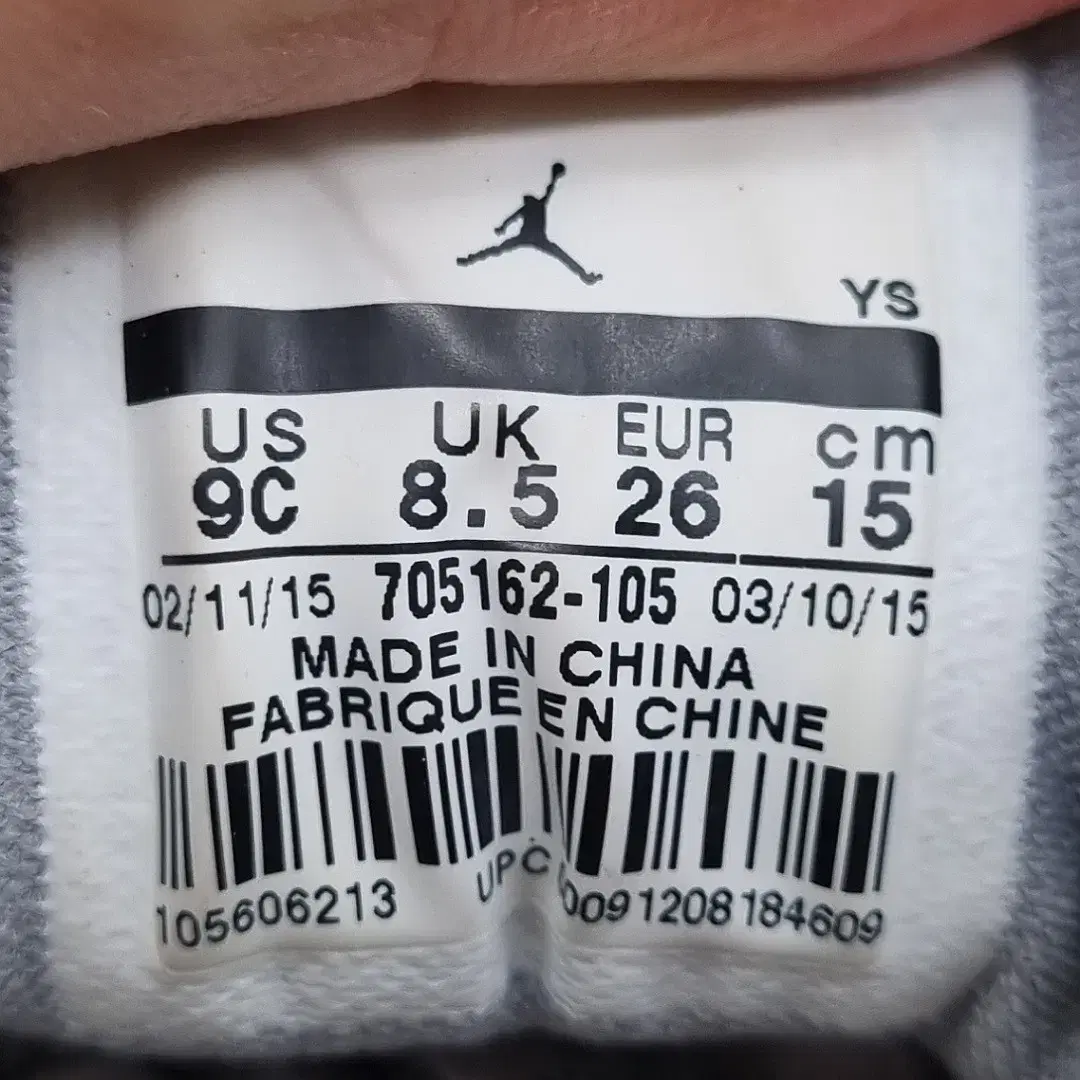 YS
US UK EUR cm
9C 8.5 26 15
02/11/15 705162-105 03/10/15
MADE IN CHINA
FABRIQUE EN CHINE
105606213 UPC 0091208184609